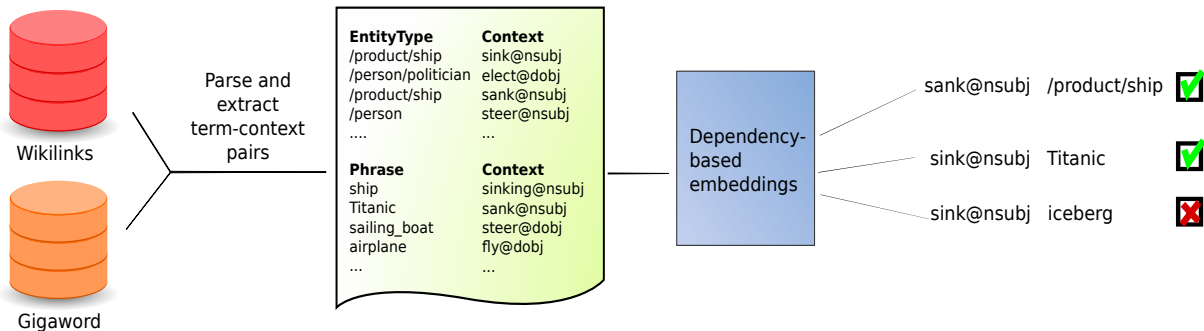 Wikilinks
Gigaword
Parse and
extract
term-context
pairs
EntityType Context
/product/ship sink@nsubj
/person/politician elect@dobj
/product/ship sank@nsubj
/person steer@nsubj
.... ...
Phrase Context
ship sinking@nsubj
Titanic sank@nsubj
sailing_boat steer@dobj
airplane fly@dobj
... ...
Dependency-
based
embeddings
sank@nsubj /product/ship
sink@nsubj Titanic
sink@nsubj iceberg